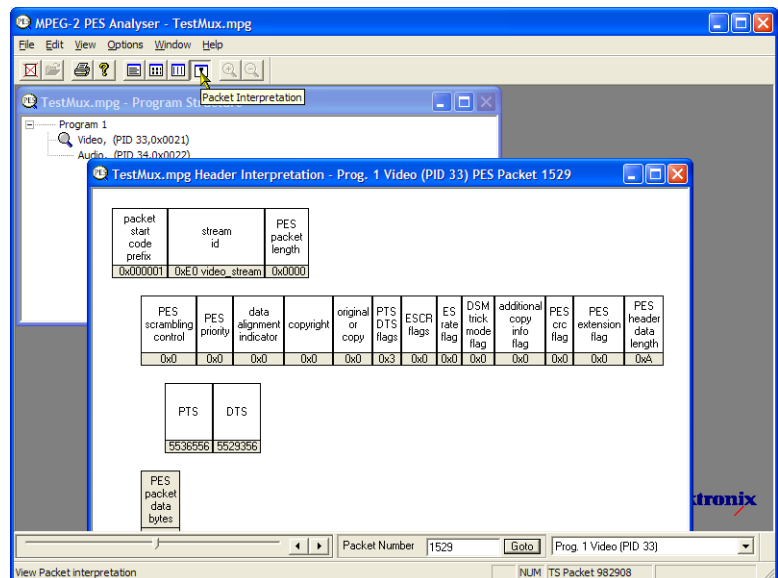 MPEG-2 PES Analyser - TestMux.mpg
File Edit View Options Window Help
Packet Interpretation
TestMux.mpg - Program
Program 1
Video, (PID 33,0x0021)
Audio, (PID 34,0x0022)
TestMux.mpg Header Interpretation - Prog. 1 Video (PID 33) PES Packet 1529
packet start code prefix
stream id
PES packet length
0x000001 0xE0 video_stream 0x0000
PES scrambling control
PES priority
data alignment indicator
copyright
original or copy
PTS DTS flags
ESCR flags
ES rate flag
DSM trick mode flag
additional copy info flag
PES crc flag
PES extension flag
PES header data length
0x0 0x0 0x0 0x0 0x0 0x3 0x0 0x0 0x0 0x0 0x0 0x0 0xA
PTS DTS
5536556 5529356
PES packet data bytes
ktronix
Packet Number 1529 Goto Prog. 1 Video (PID 33)
View Packet interpretation NUM TS Packet 982908